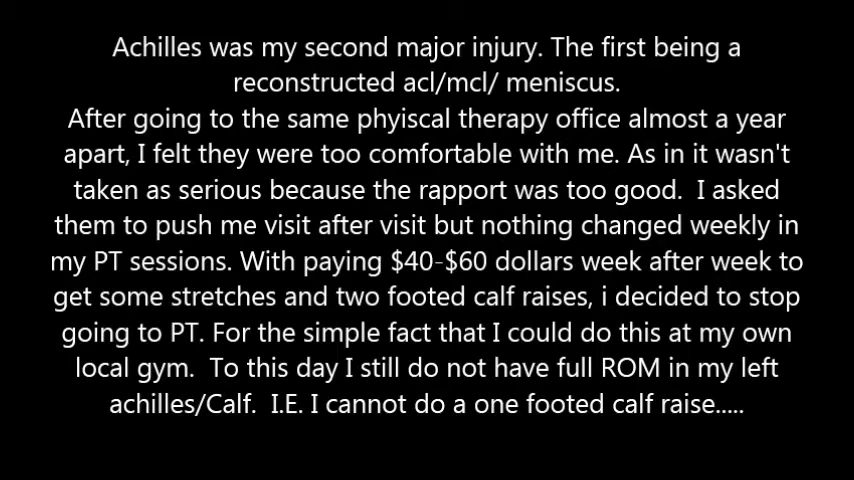 Achilles was my second major injury. The first being a
reconstructed acl/mcl/ meniscus.
After going to the same phyiscal therapy office almost a year
apart, I felt they were too comfortable with me. As in it wasn't
taken as serious because the rapport was too good.  I asked
them to push me visit after visit but nothing changed weekly in
my PT sessions. With paying $40-$60 dollars week after week to
get some stretches and two footed calf raises, i decided to stop
going to PT. For the simple fact that I could do this at my own
local gym.  To this day I still do not have full ROM in my left
achilles/Calf.  I.E. I cannot do a one footed calf raise.....